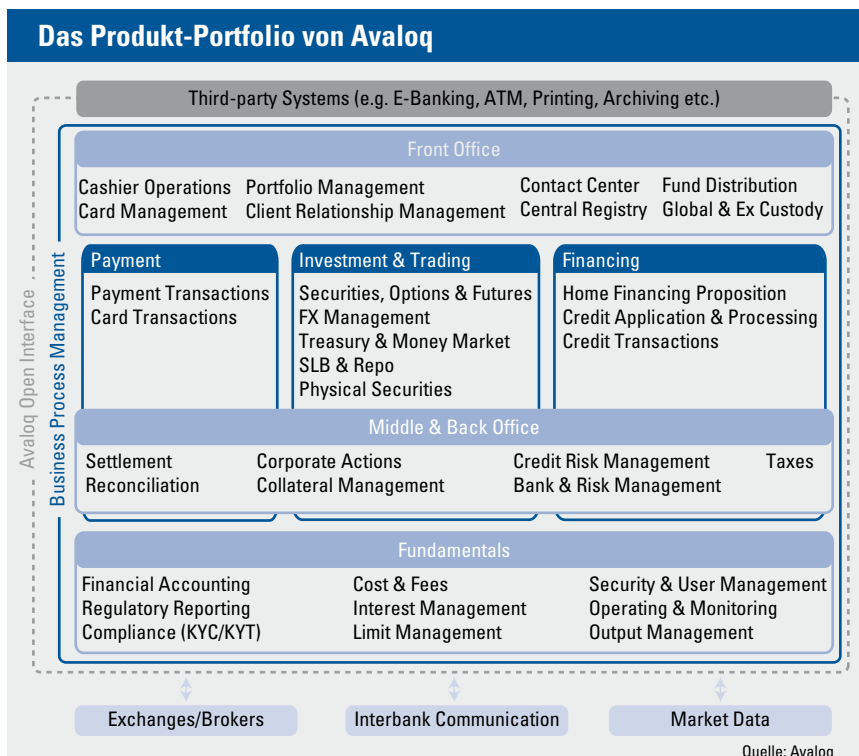 Das Produkt-Portfolio von Avaloq
Third-party Systems (e.g. E-Banking, ATM, Printing, Archiving etc.)
Avaloq Open Interface
Business Process Management
Front Office
Cashier Operations Portfolio Management Contact Center Fund Distribution
Card Management Client Relationship Management Central Registry Global & Ex Custody
Payment
Payment Transactions
Card Transactions
Investment & Trading
Securities, Options & Futures
FX Management
Treasury & Money Market
SLB & Repo
Physical Securities
Financing
Home Financing Proposition
Credit Application & Processing
Credit Transactions
Middle & Back Office
Settlement Corporate Actions Credit Risk Management Taxes
Reconciliation Collateral Management Bank & Risk Management
Fundamentals
Financial Accounting Cost & Fees Security & User Management
Regulatory Reporting Interest Management Operating & Monitoring
Compliance (KYC/KYT) Limit Management Output Management
Exchanges/Brokers Interbank Communication Market Data
Quelle: Avaloq